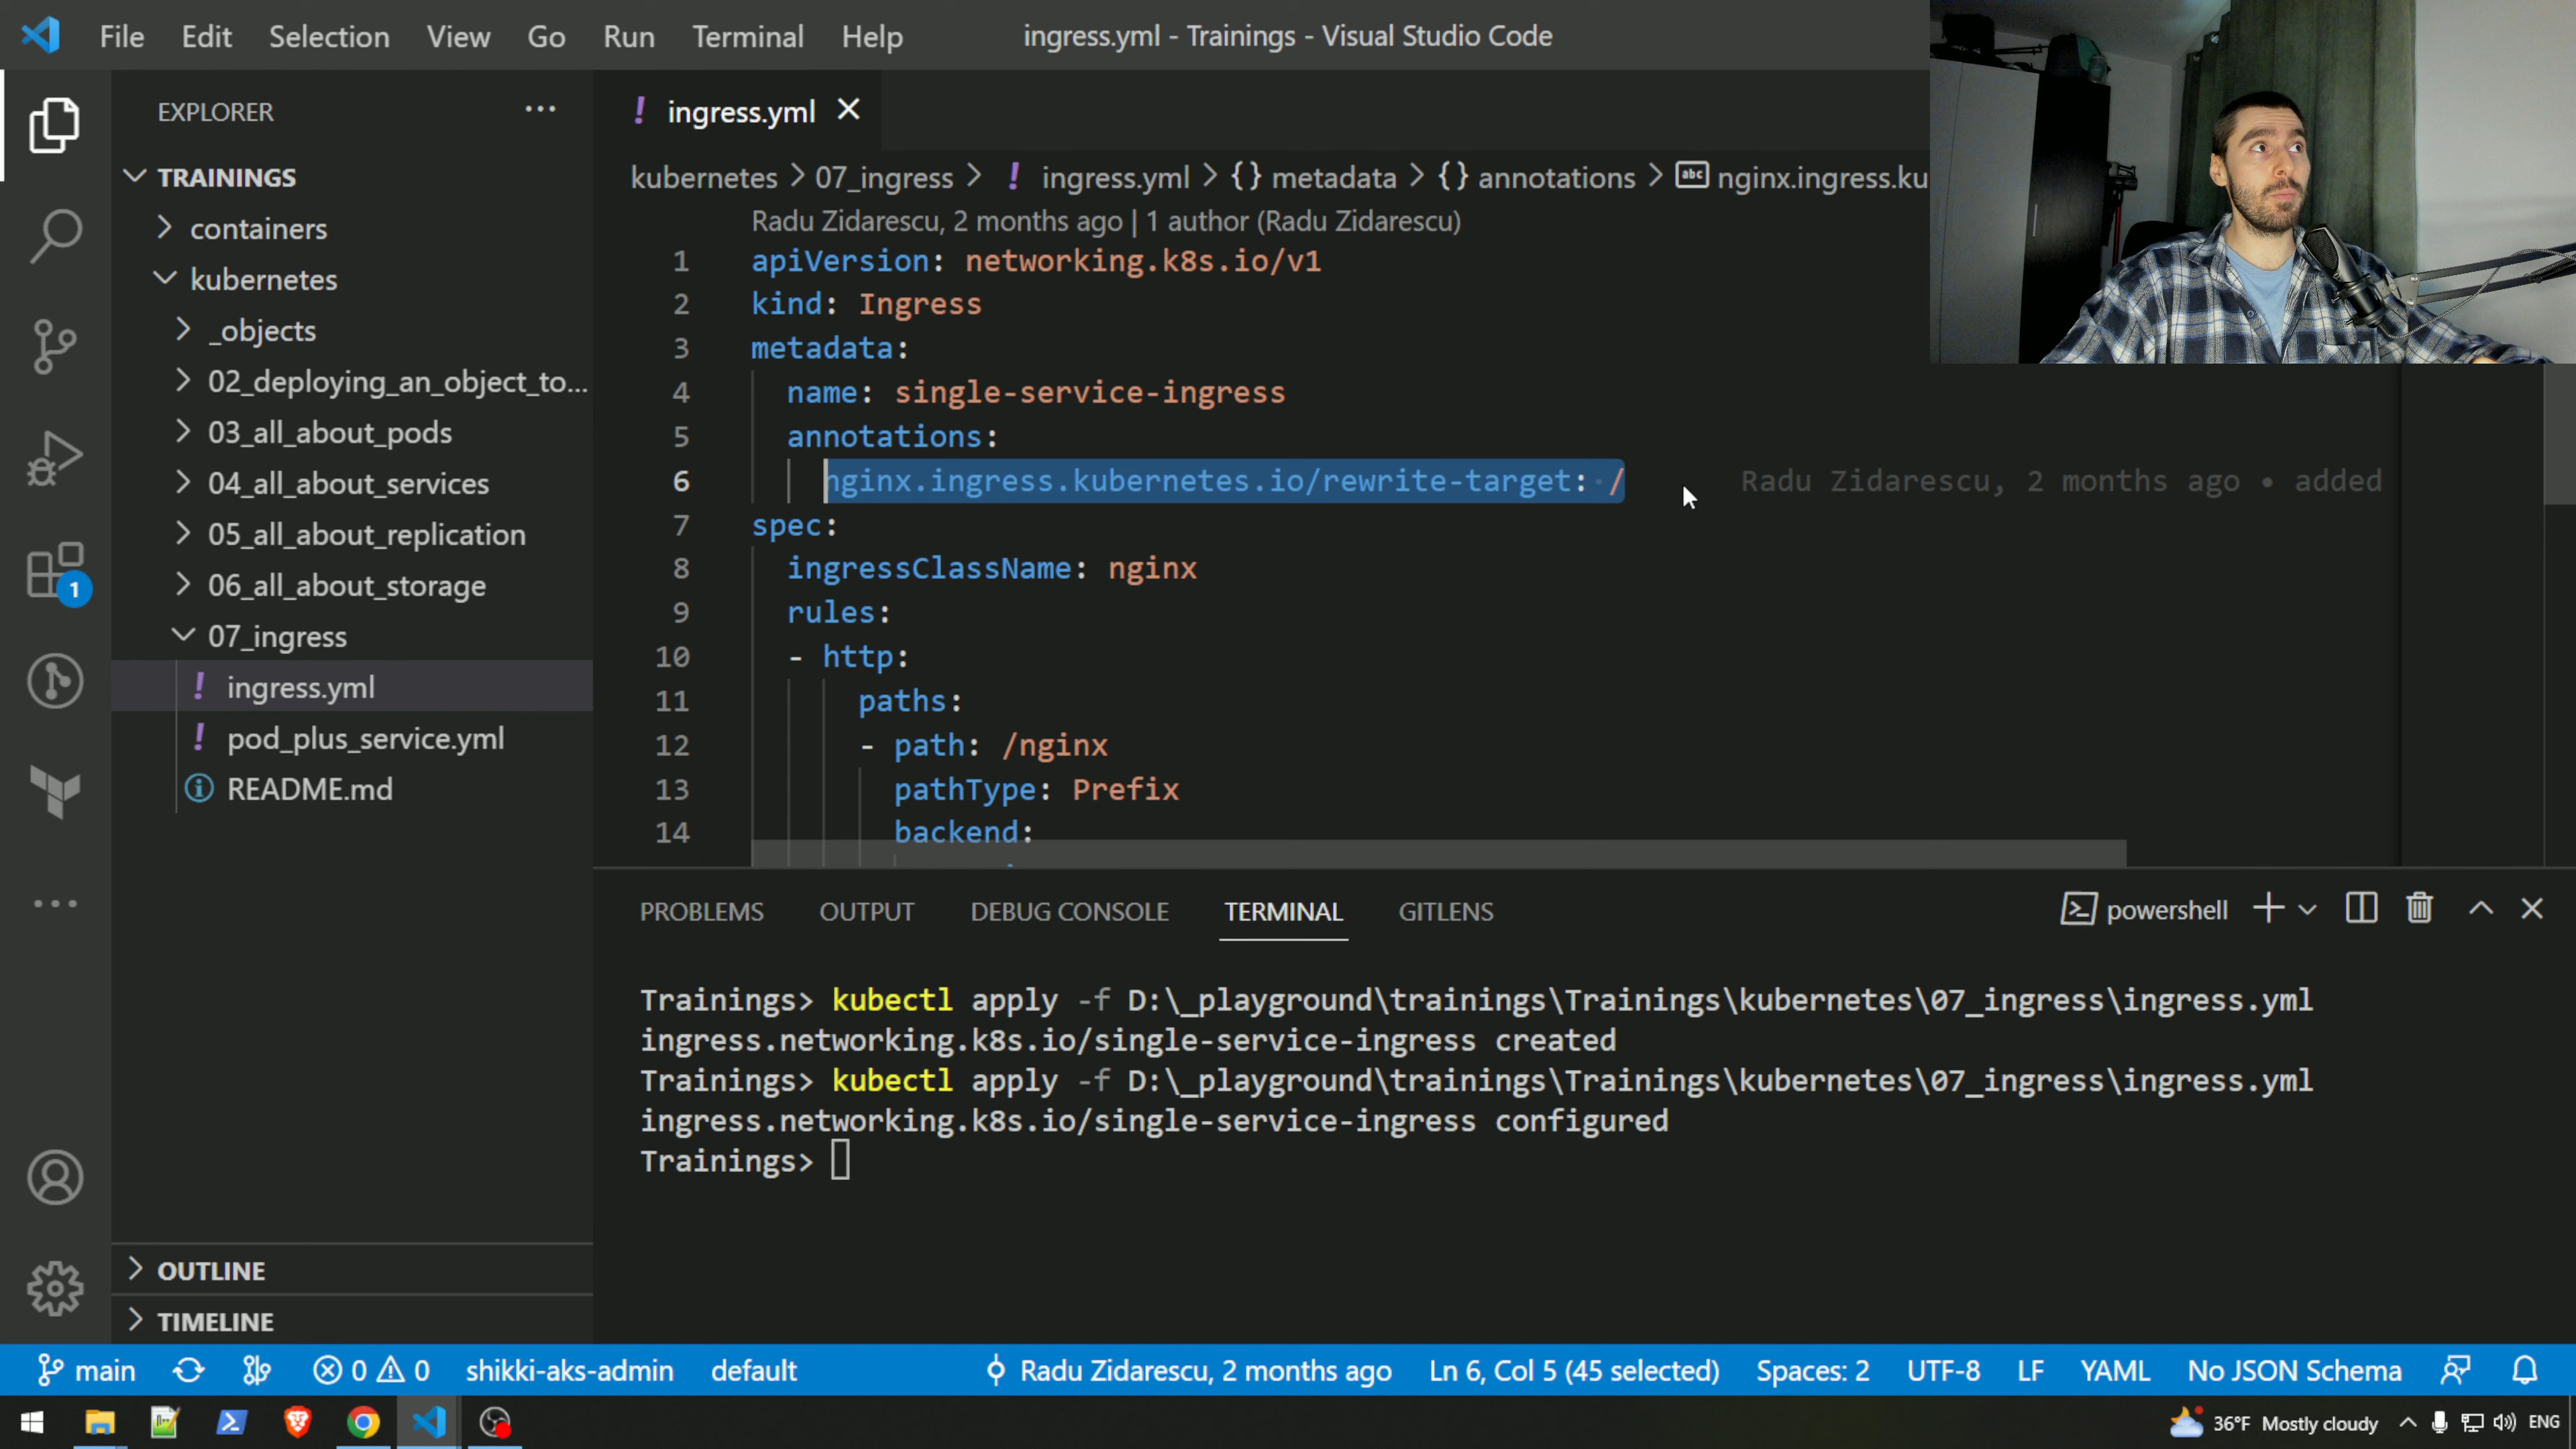 File Edit Selection View Go Run Terminal Help
ingress.yml - Trainings - Visual Studio Code
EXPLORER
TRAININGS
containers
kubernetes
_objects
02_deploying_an_object_to...
03_all_about_pods
04_all_about_services
05_all_about_replication
06_all_about_storage
07_ingress
! ingress.yml
! pod_plus_service.yml
README.md
1
OUTLINE
TIMELINE
! ingress.yml
kubernetes > 07_ingress > ! ingress.yml > {} metadata > {} annotations > abc nginx.ingress.ku
Radu Zidarescu, 2 months ago | 1 author (Radu Zidarescu)
1 apiVersion: networking.k8s.io/v1
2 kind: Ingress
3 metadata:
4 name: single-service-ingress
5 annotations:
6 nginx.ingress.kubernetes.io/rewrite-target: / Radu Zidarescu, 2 months ago • added
7 spec:
8 ingressClassName: nginx
9 rules:
10 - http:
11 paths:
12 - path: /nginx
13 pathType: Prefix
14 backend:
PROBLEMS OUTPUT DEBUG CONSOLE TERMINAL GITLENS
powershell
Trainings> kubectl apply -f D:\_playground\trainings\Trainings\kubernetes\07_ingress\ingress.yml
ingress.networking.k8s.io/single-service-ingress created
Trainings> kubectl apply -f D:\_playground\trainings\Trainings\kubernetes\07_ingress\ingress.yml
ingress.networking.k8s.io/single-service-ingress configured
Trainings>
main 0 0 shikki-aks-admin default Radu Zidarescu, 2 months ago Ln 6, Col 5 (45 selected) Spaces: 2 UTF-8 LF YAML No JSON Schema
36°F Mostly cloudy ENG